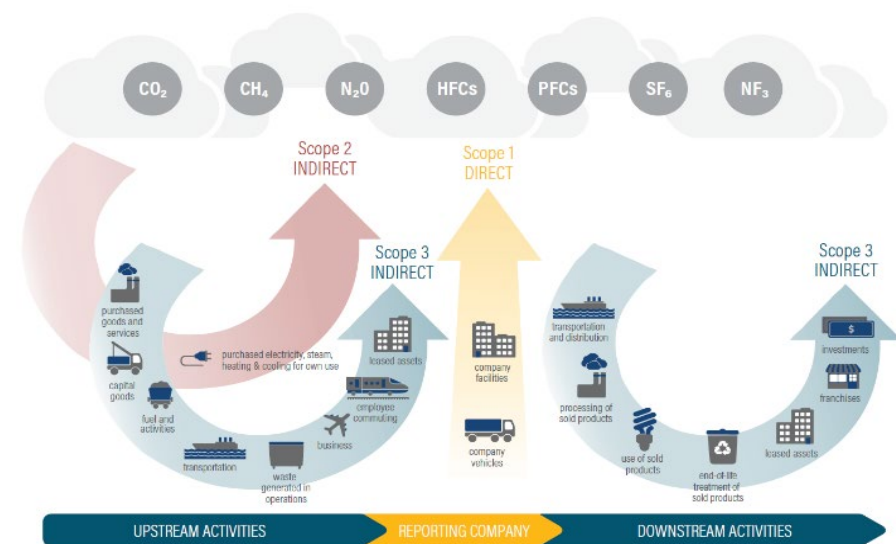 CO₂
CH₄
N₂O
HFCs
PFCs
SF₆
NF₃
Scope 2
INDIRECT
Scope 1
DIRECT
Scope 3
INDIRECT
Scope 3
INDIRECT
purchased
goods and
services
capital
goods
fuel and
activities
transportation
waste
generated in
operations
business
employee
commuting
leased assets
purchased electricity, steam,
heating & cooling for own use
company
facilities
company
vehicles
transportation
and distribution
processing of
sold products
use of sold
products
end-of-life
treatment of
sold products
leased assets
franchises
$
investments
UPSTREAM ACTIVITIES
REPORTING COMPANY
DOWNSTREAM ACTIVITIES